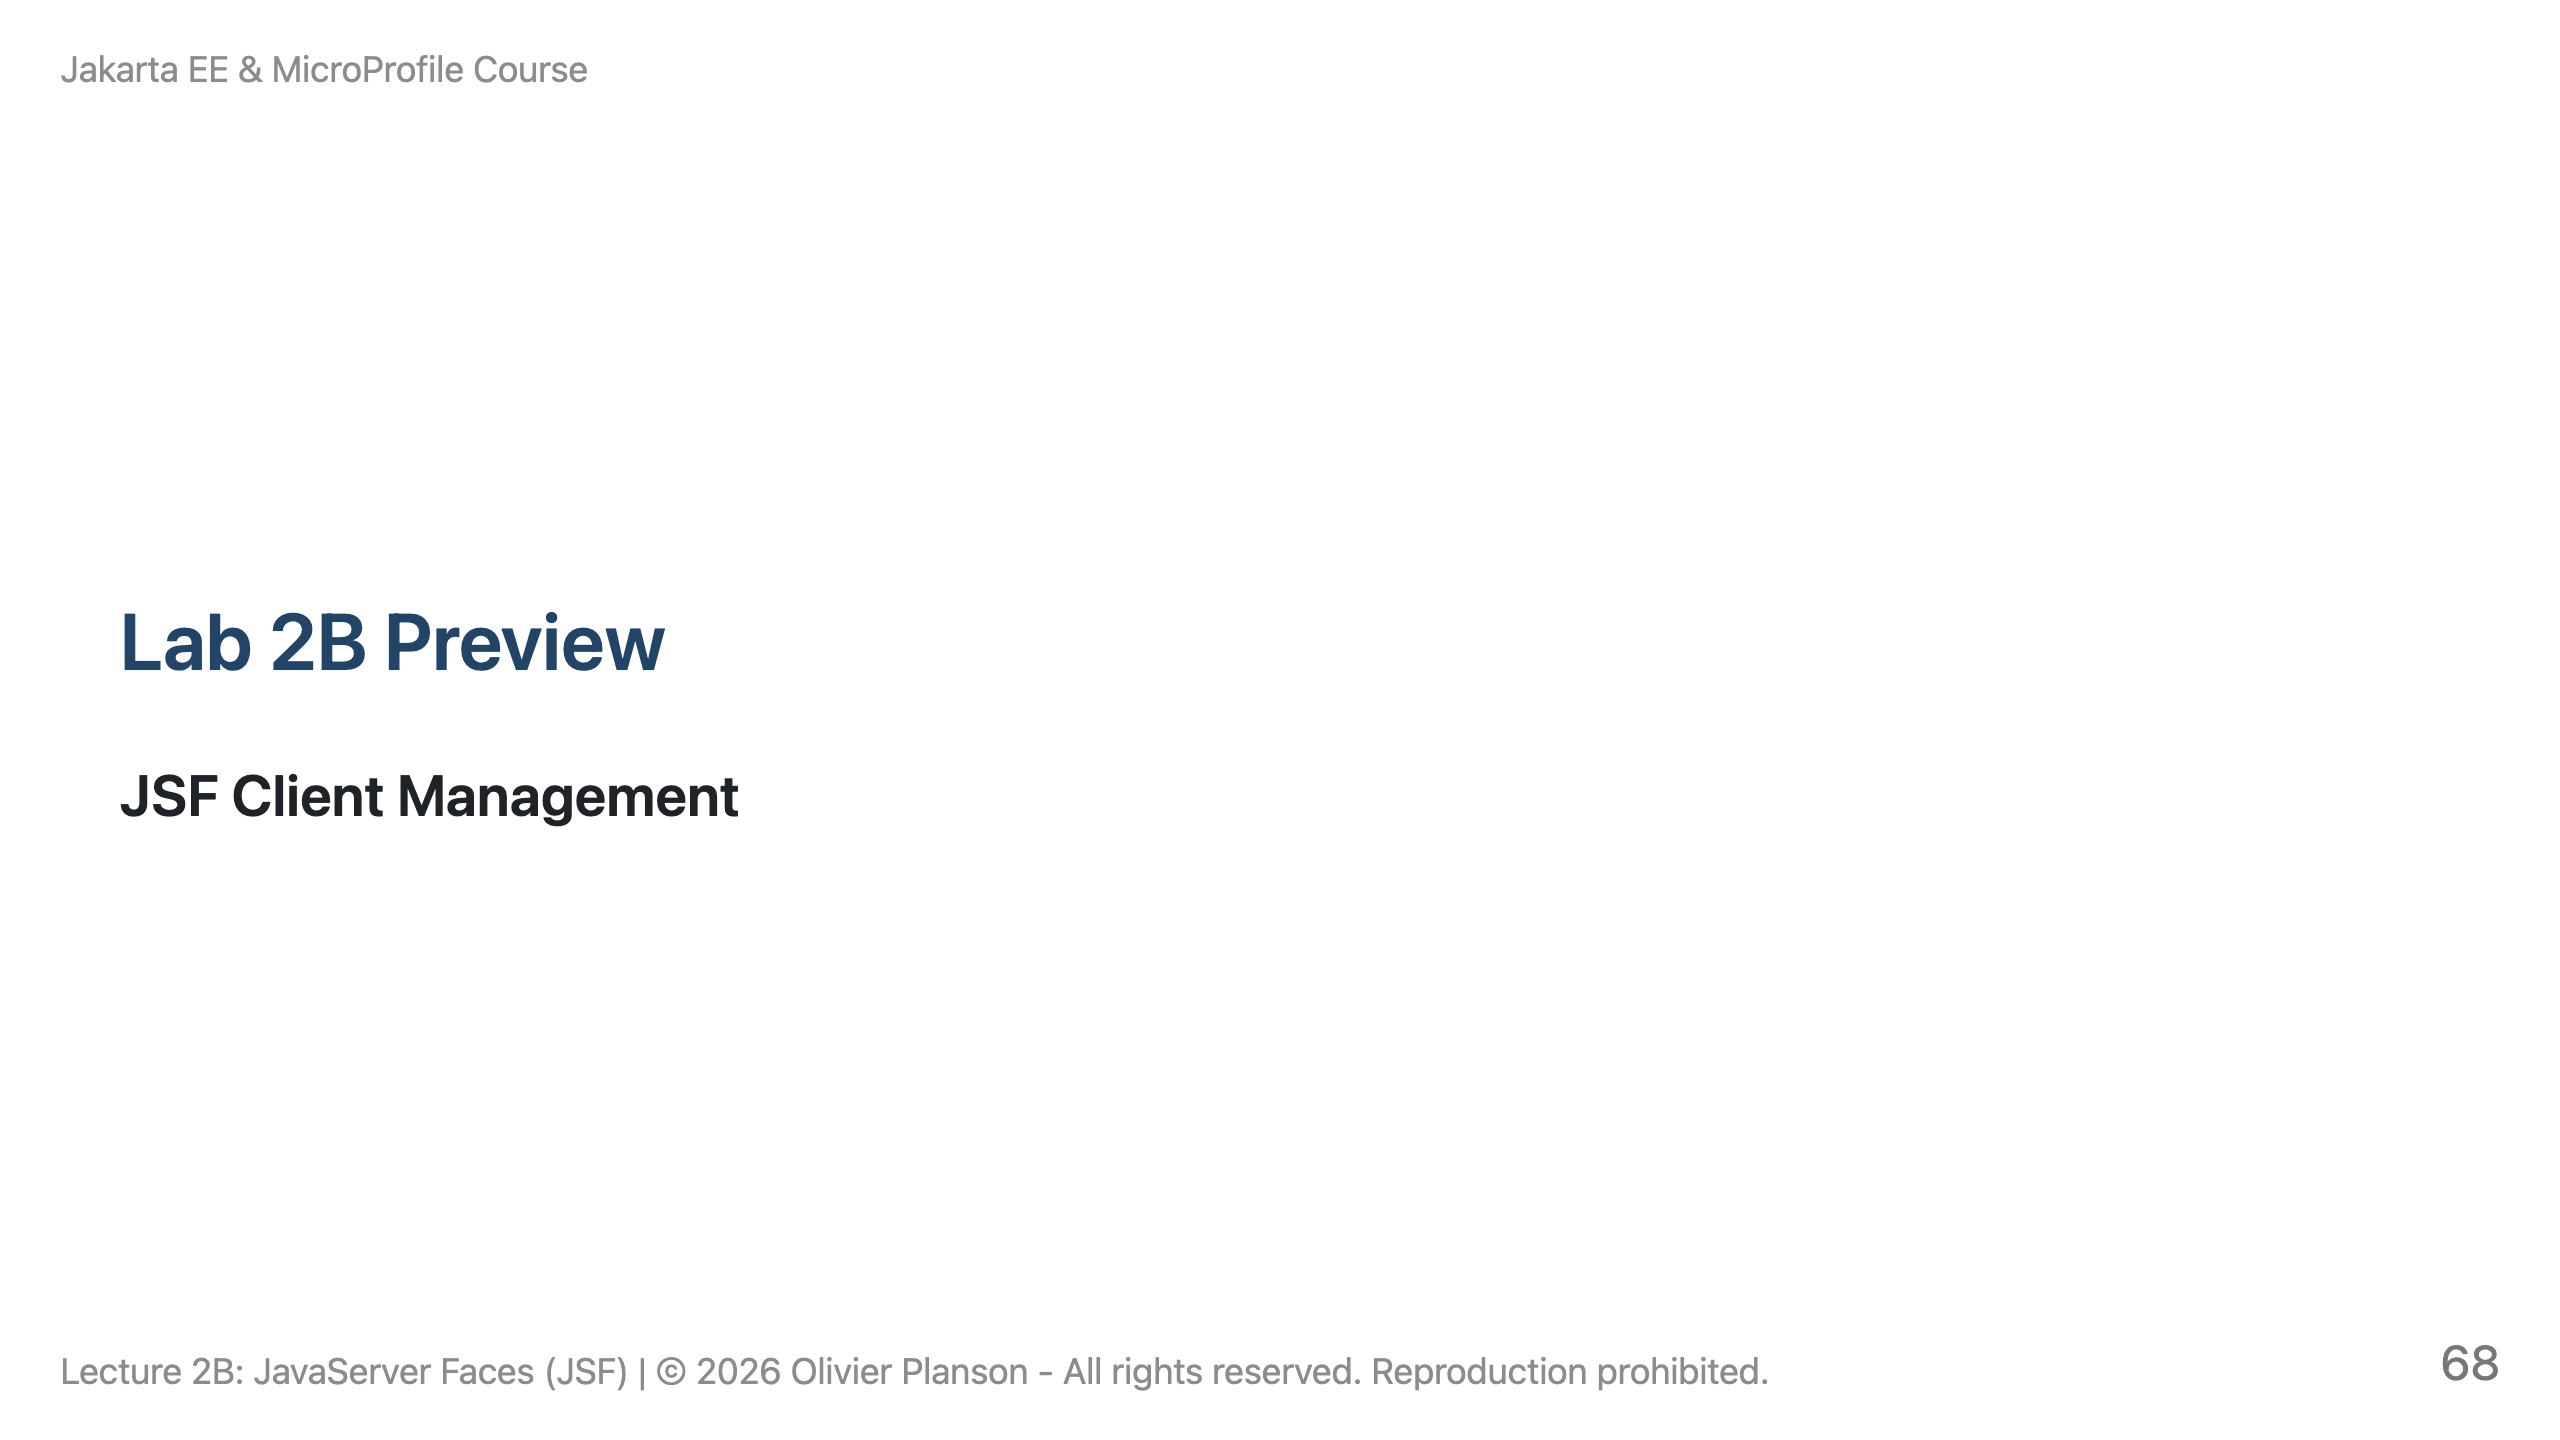 Jakarta EE & MicroProfile Course
Lab 2B Preview
JSF Client Management
Lecture 2B: JavaServer Faces (JSF) | © 2026 Olivier Planson - All rights reserved. Reproduction prohibited.
68